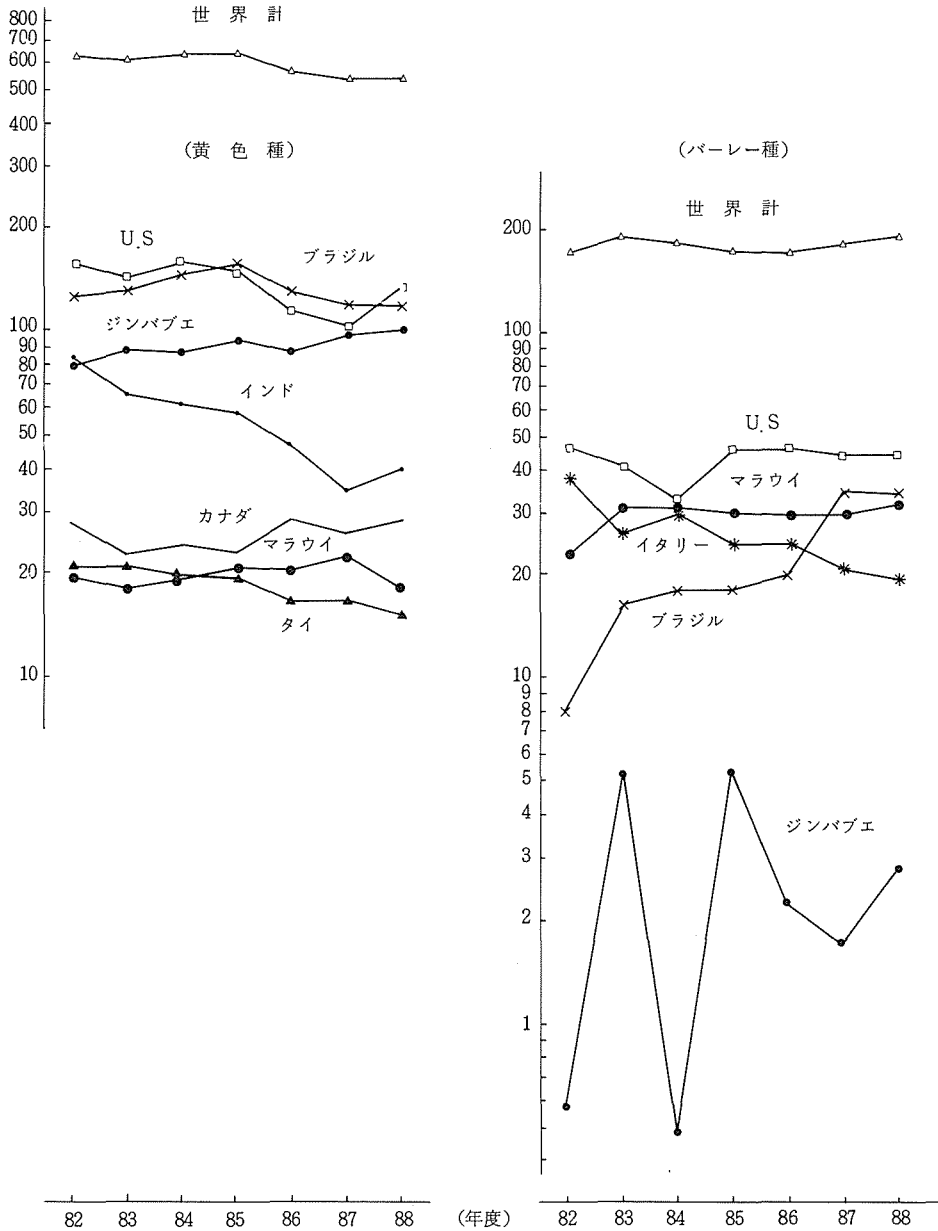 世界計
(黄色種)
800
700
600
500
400
300
200
100
90
80
70
60
50
40
30
20
10
U.S
ブラジル
ジンバブエ
インド
カナダ
マラウイ
タイ
82 83 84 85 86 87 88
(年度)
(バーレー種)
世界計
200
100
90
80
70
60
50
40
30
20
10
9
8
7
6
5
4
3
2
1
U.S
マラウイ
イタリー
ブラジル
ジンバブエ
82 83 84 85 86 87 88